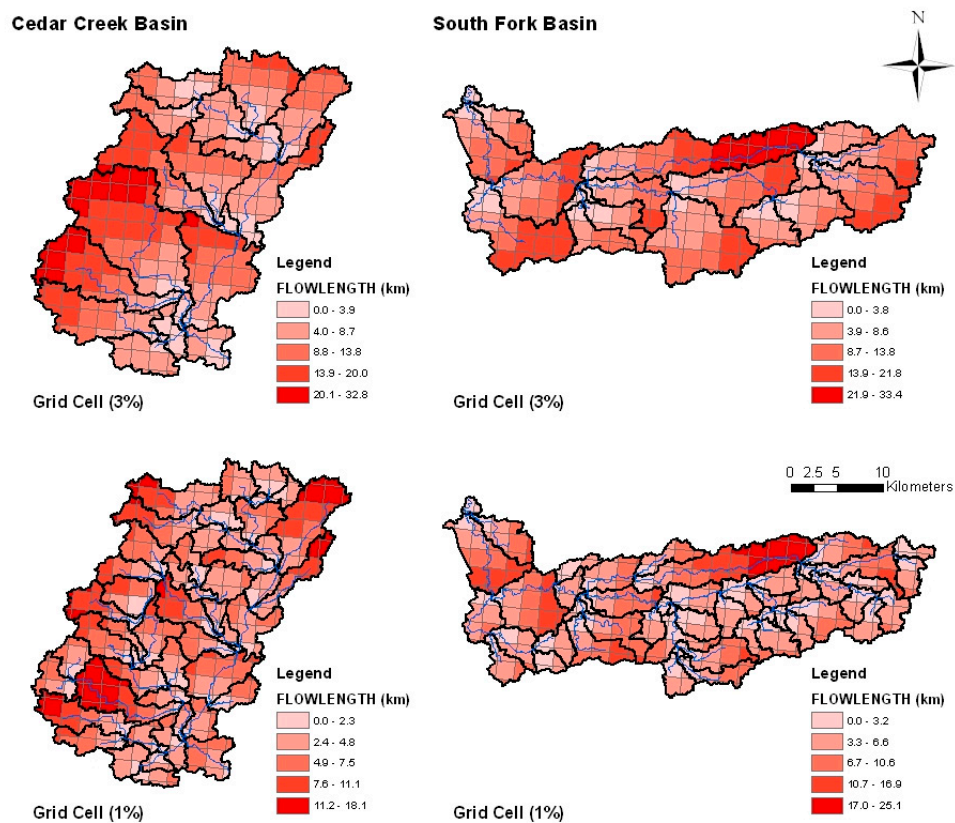 Cedar Creek Basin
South Fork Basin
N
Legend
FLOWLENGTH (km)
0.0 - 3.9
4.0 - 8.7
8.8 - 13.8
13.9 - 20.0
20.1 - 32.8
Grid Cell (3%)
Legend
FLOWLENGTH (km)
0.0 - 3.8
3.9 - 8.6
8.7 - 13.8
13.9 - 21.8
21.9 - 33.4
Grid Cell (3%)
0 2.5 5 10
Kilometers
Legend
FLOWLENGTH (km)
0.0 - 2.3
2.4 - 4.8
4.9 - 7.5
7.6 - 11.1
11.2 - 18.1
Grid Cell (1%)
Legend
FLOWLENGTH (km)
0.0 - 3.2
3.3 - 6.6
6.7 - 10.6
10.7 - 16.9
17.0 - 25.1
Grid Cell (1%)